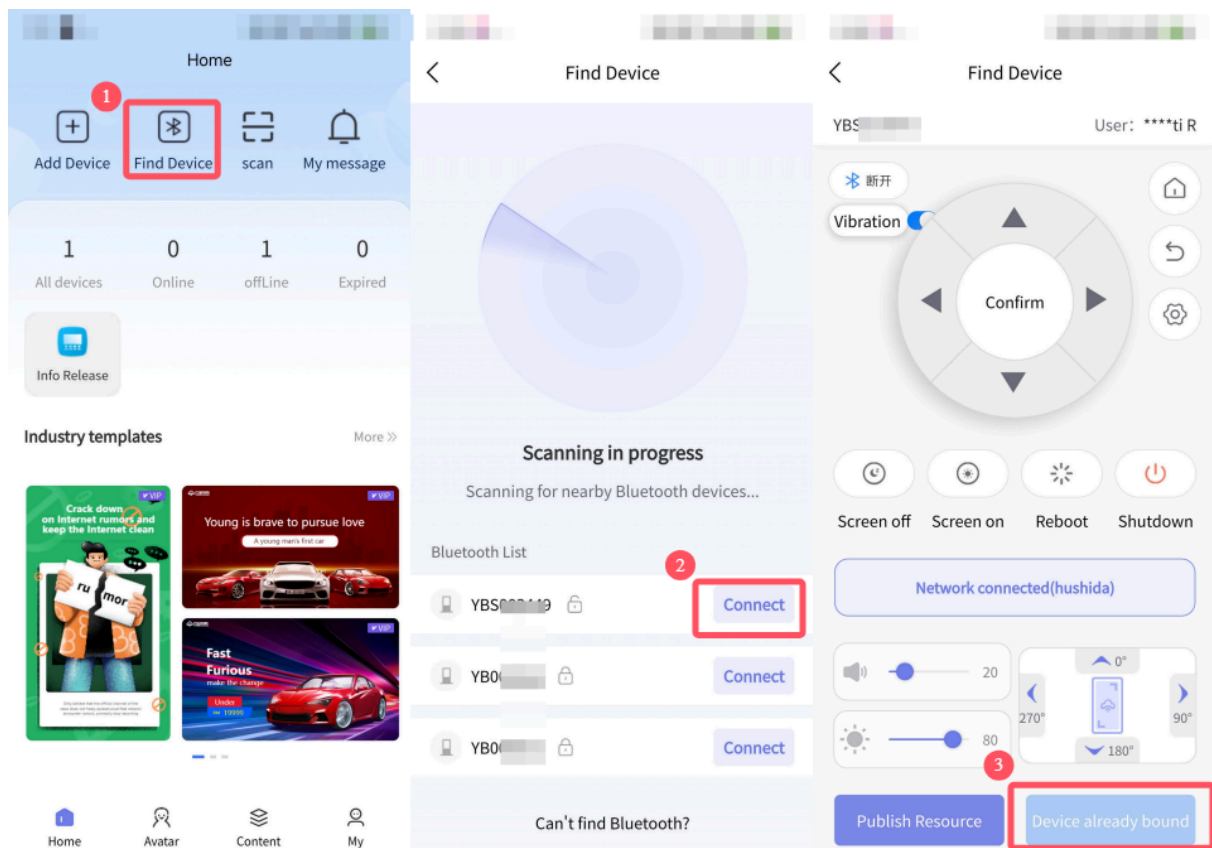 Home
1
Add Device
Find Device
scan
My message
1
0
1
0
All devices
Online
offLine
Expired
Info Release
Industry templates
More
VIP
Crack down
on Internet rumors and
keep the Internet clean
ru
mor
VIP
Young is brave to pursue love
A young man's first car
VIP
Fast
Furious
make the change
Under
19999
Home
Avatar
Content
My
Find Device
Scanning in progress
Scanning for nearby Bluetooth devices...
Bluetooth List
2
Connect
Connect
Connect
Can't find Bluetooth?
Find Device
User: ****ti R
断开
Vibration
Confirm
Screen off
Screen on
Reboot
Shutdown
Network connected(hushida)
20
0°
270°
90°
80
180°
3
Publish Resource
Device already bound